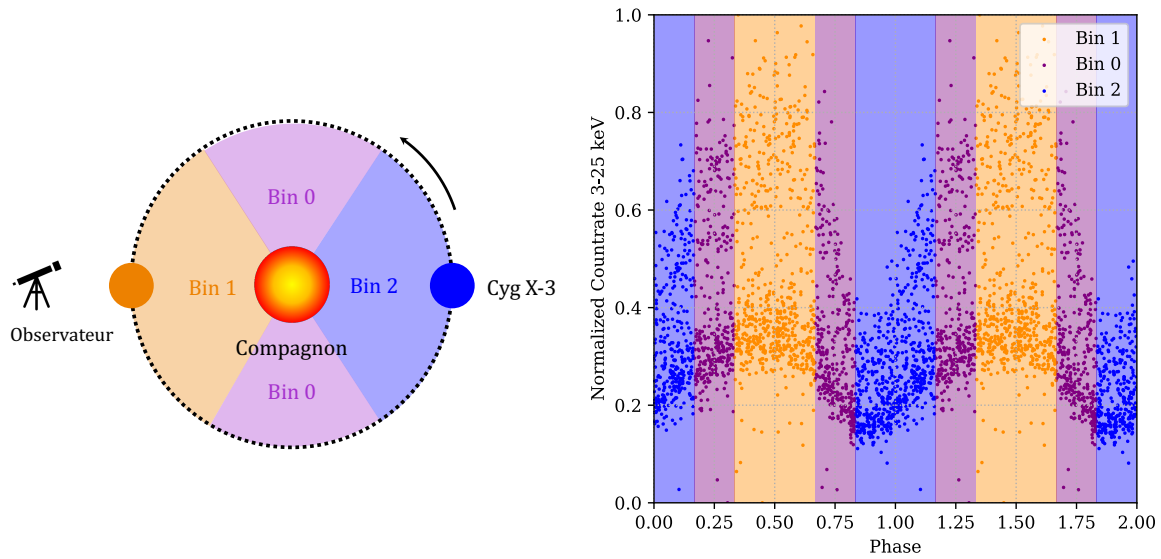 Bin 0
Bin 1
Bin 2
Cyg X-3
Observateur
Compagnon
Bin 0
Normalized Countrate 3-25 keV
1.0
0.8
0.6
0.4
0.2
0.0
Bin 1
Bin 0
Bin 2
0.00 0.25 0.50 0.75 1.00 1.25 1.50 1.75 2.00
Phase